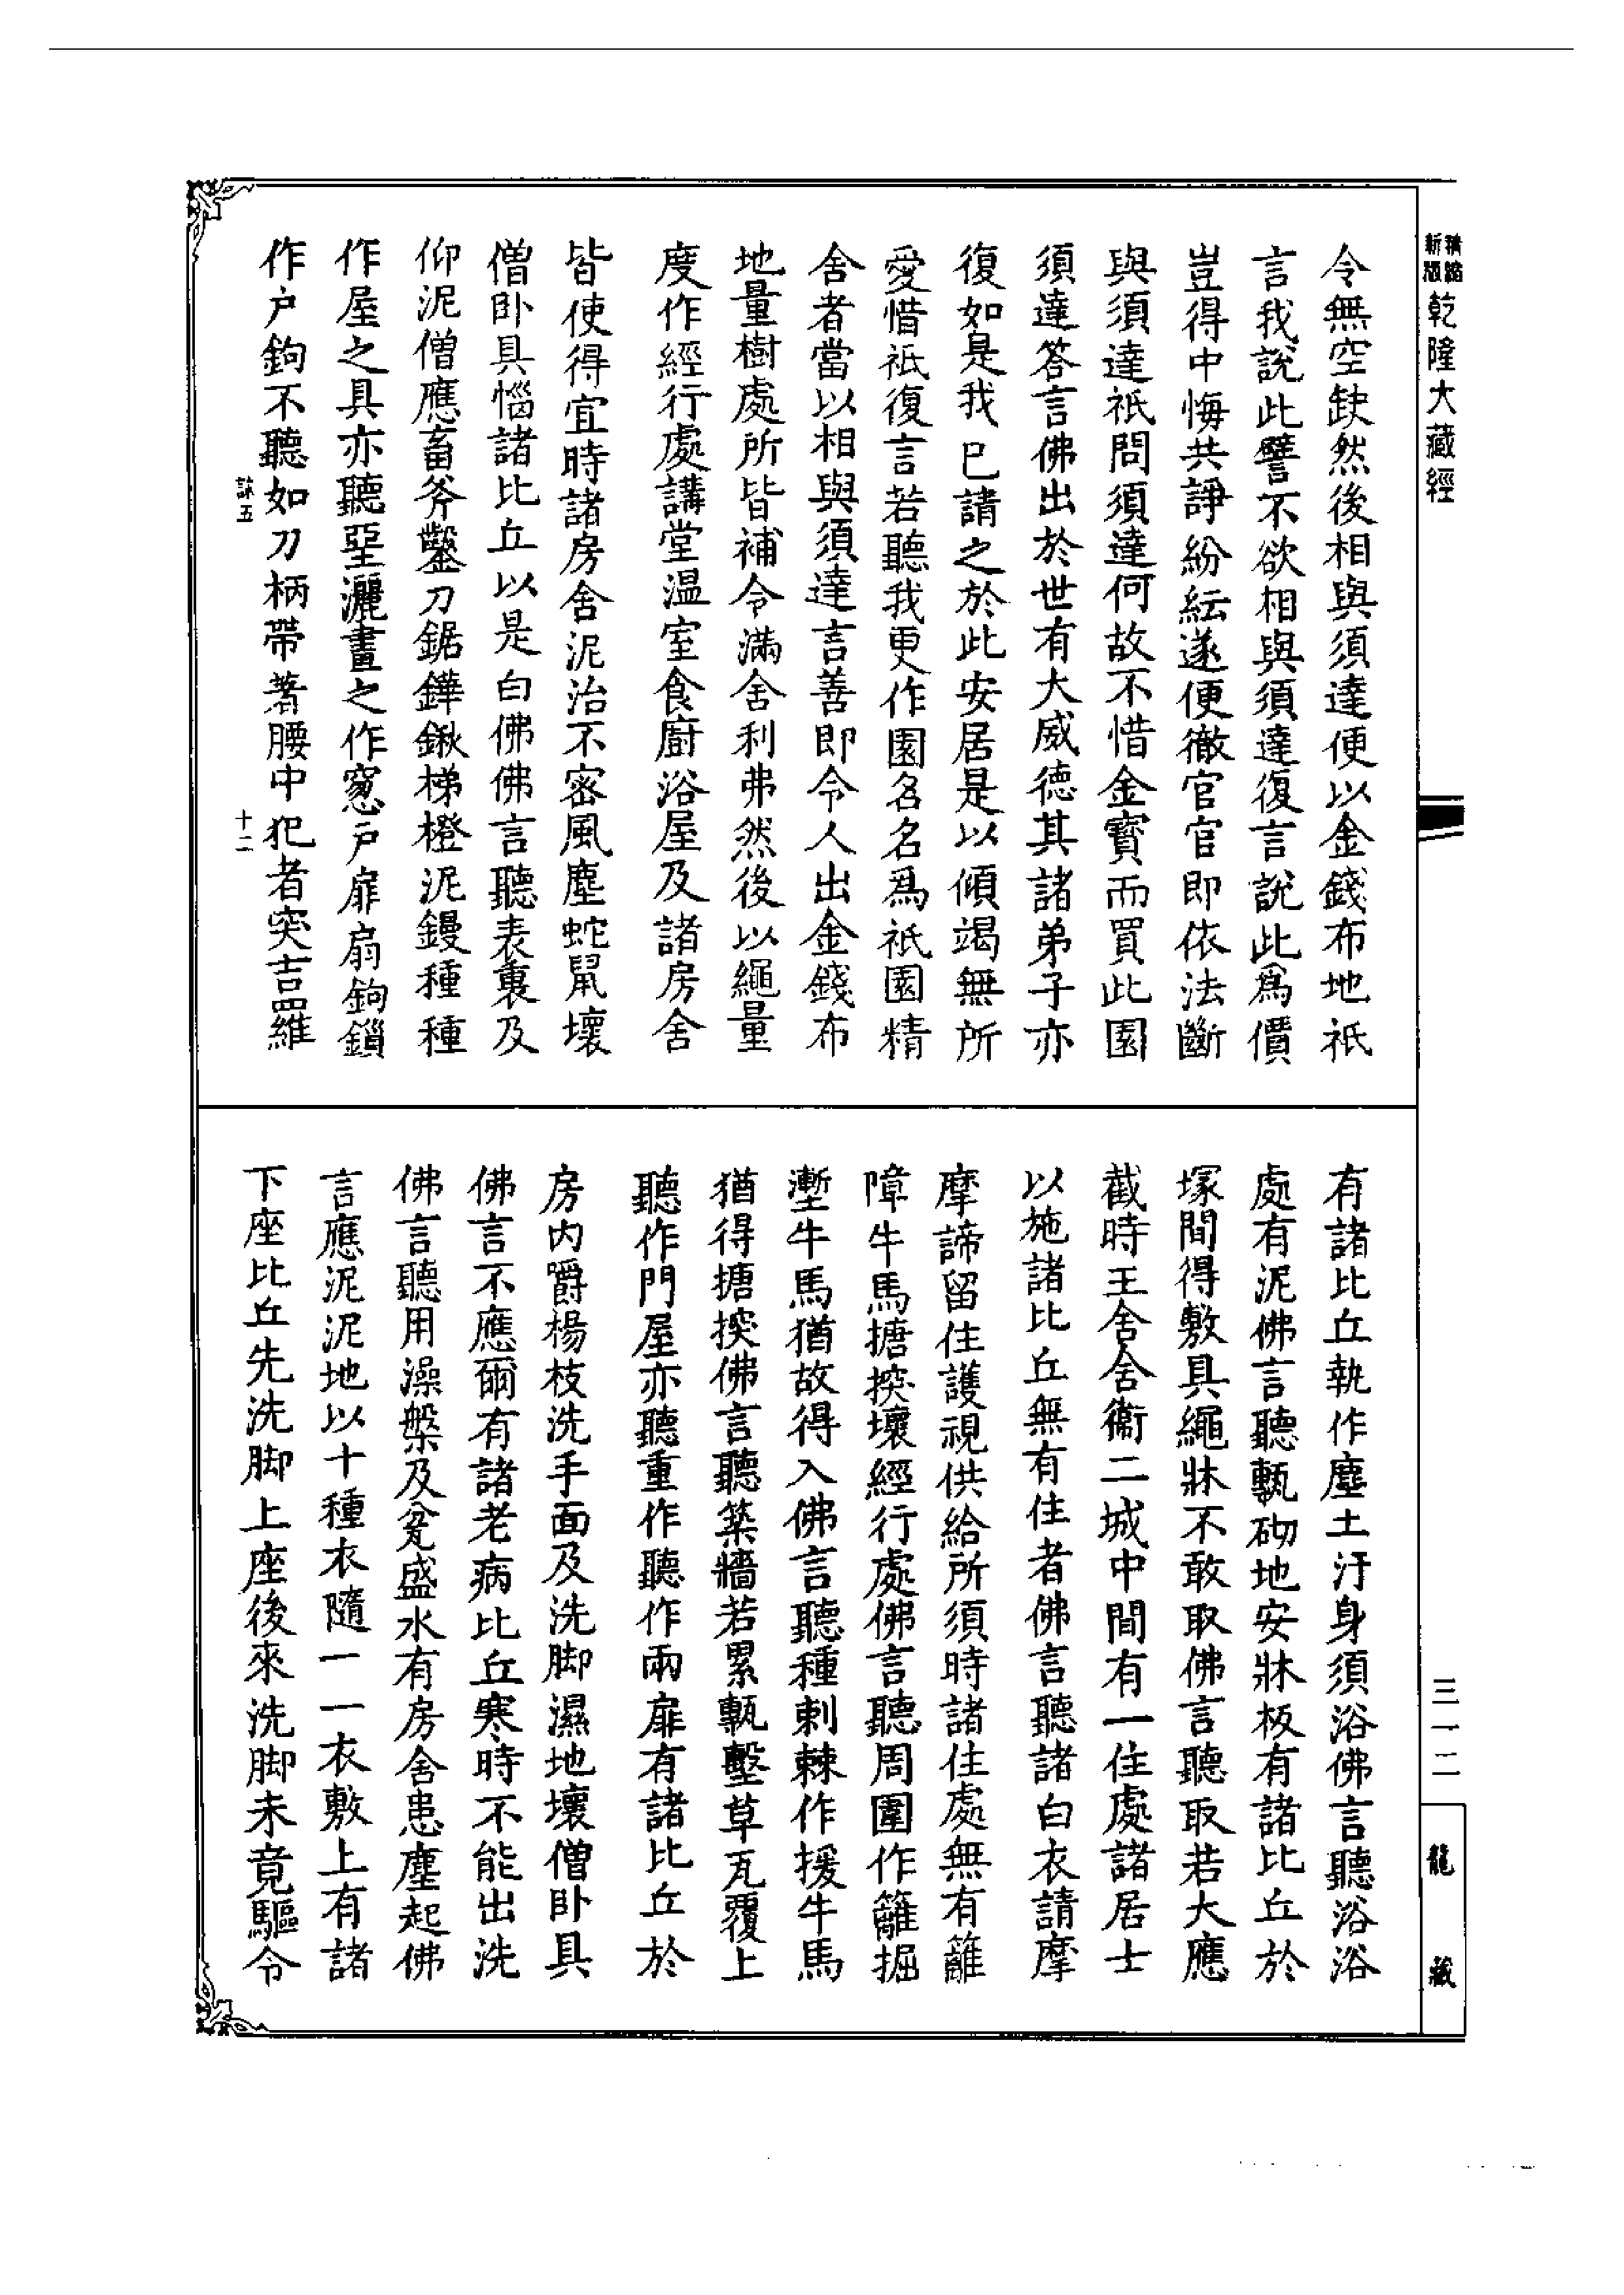 乾隆大藏經
令無空缺然後相與須達便以金錢布地祇
言我說此譬不欲相與須達復言說此為價
豈得中悔共諍紛紜遂便徹官官即依法斷
與須達祇問須達何故不惜金寶而買此園
須達答言佛出於世有大威德其諸弟子亦
復如是我已請之於此安居是以傾竭無所
愛惜祇復言若聽我更作園名名為祇園精
舍者當以相與須達言善即令人出金錢布
地量樹處所皆補令滿舍利弗然後以繩量
度作經行處講堂溫室食廚浴屋及諸房舍
皆使得宜時諸房舍泥治不密風塵蛇鼠壞
僧卧具惱諸比丘以是白佛佛言聽表裏及
仰泥僧應畜斧鑿刀鋸鏵鍬梯橙泥鏝種種
作屋之具亦聽堊灑畫之作窻戶扉扇鉤鎖
作戶鉤不聽如刀柄帶著腰中犯者突吉羅
十二
有諸比丘執作塵土汙身須浴佛言聽浴浴
處有泥佛言聽甎砌地安牀板有諸比丘於
塚間得敷具繩牀不敢取佛言聽取若大應
截時王舍舍衞二城中間有一住處諸居士
以施諸比丘無有住者佛言聽諸白衣請摩
摩諦留住護視供給所須時諸住處無有籬
障牛馬搪揬壞經行處佛言聽周圍作籬掘
壍牛馬猶故得入佛言聽種刺棘作援牛馬
猶得搪揬佛言聽築牆若累甎墼草瓦覆上
聽作門屋亦聽重作聽作兩扉有諸比丘於
房內嚼楊枝洗手面及洗脚濕地壞僧卧具
佛言不應爾有諸老病比丘寒時不能出洗
佛言聽用澡槃及瓫盛水有房舍患塵起佛
言應泥泥地以十種衣隨一一衣敷上有諸
下座比丘先洗脚上座後來洗脚未竟驅令
三一二
龍藏